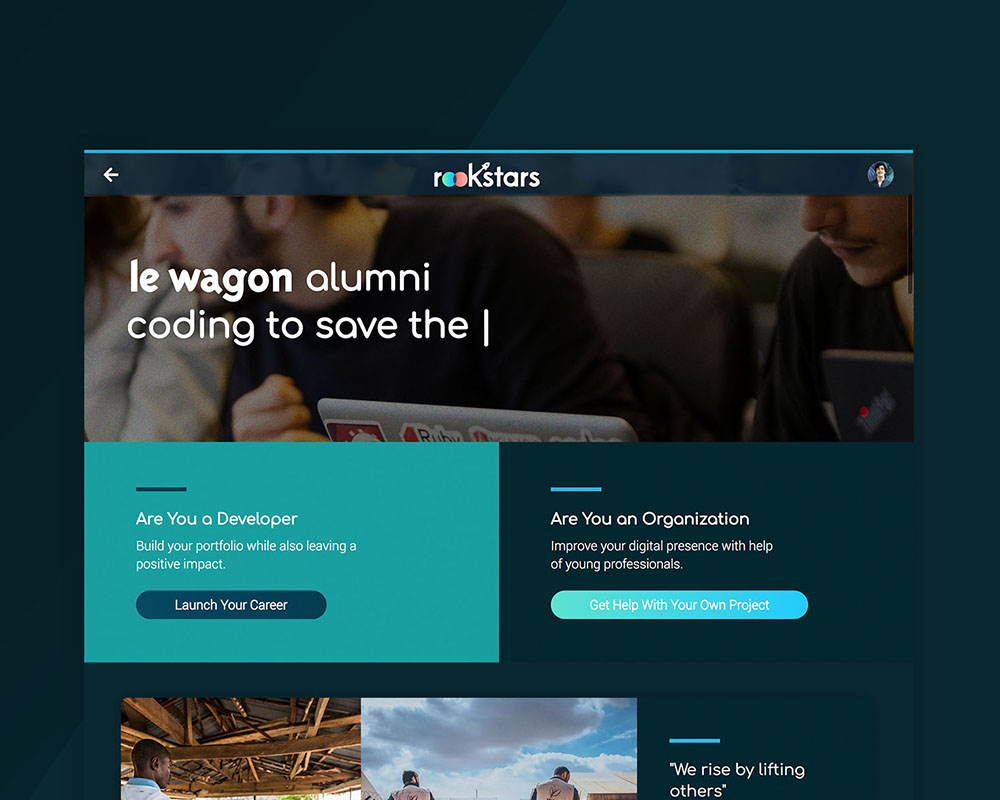 rookstars
le wagon alumni
coding to save the |
Ruby
Are You a Developer
Build your portfolio while also leaving a
positive impact.
Launch Your Career
Are You an Organization
Improve your digital presence with help
of young professionals.
Get Help With Your Own Project
"We rise by lifting
others"